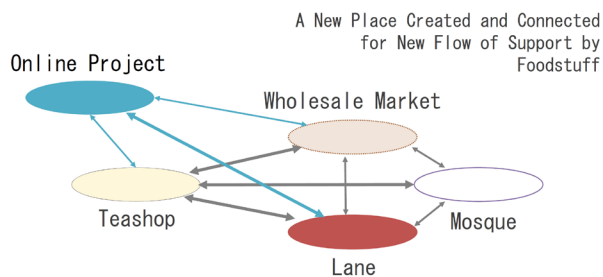 A New Place Created and Connected
for New Flow of Support by
Foodstuff
Online Project
Wholesale Market
Teashop
Mosque
Lane